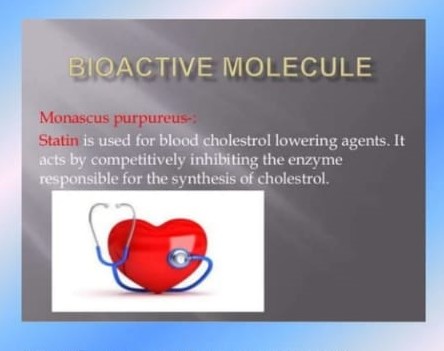 BIOACTIVE MOLECULE
Monascus purpureus-:
Statin is used for blood cholestrol lowering agents. It
acts by competitively inhibiting the enzyme
responsible for the synthesis of cholestrol.